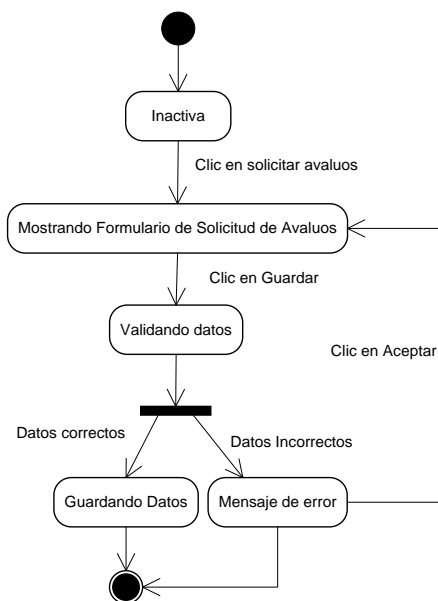 Inactiva
Clic en solicitar avaluos
Mostrando Formulario de Solicitud de Avaluos
Clic en Guardar
Validando datos
Clic en Aceptar
Datos correctos
Datos Incorrectos
Guardando Datos
Mensaje de error